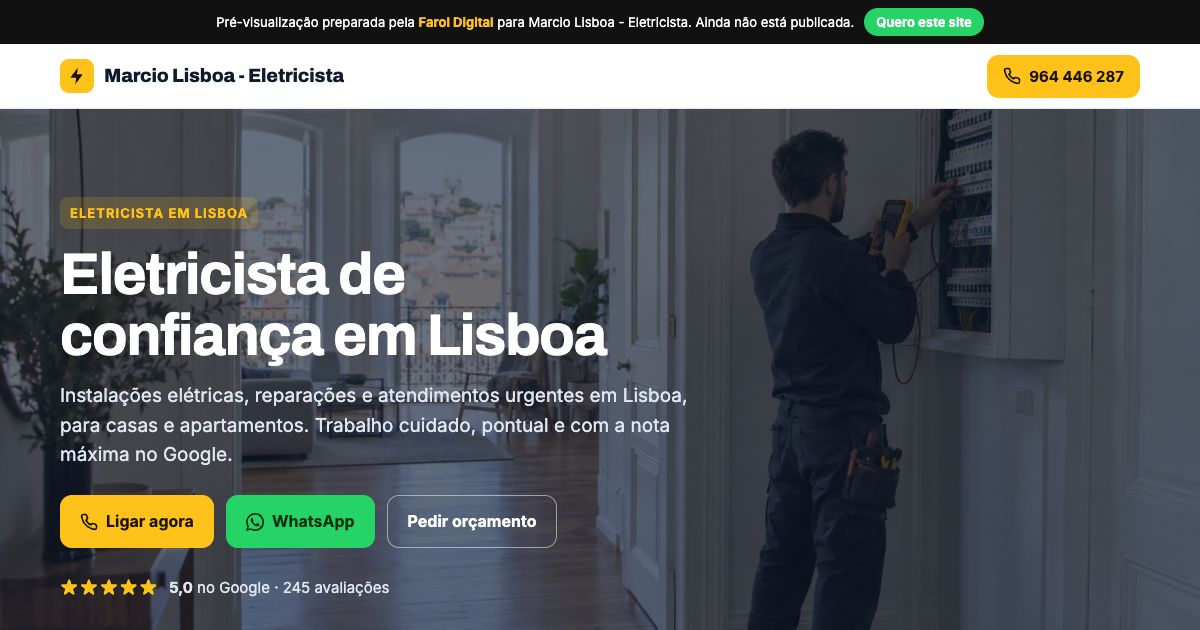 Pré-visualização preparada pela Farol Digital para Marcio Lisboa - Eletricista. Ainda não está publicada.
Quero este site
Marcio Lisboa - Eletricista
964 446 287
ELETRICISTA EM LISBOA
Eletricista de
confiança em Lisboa
Instalações elétricas, reparações e atendimentos urgentes em Lisboa,
para casas e apartamentos. Trabalho cuidado, pontual e com a nota
máxima no Google.
Ligar agora
WhatsApp
Pedir orçamento
5,0 no Google · 245 avaliações